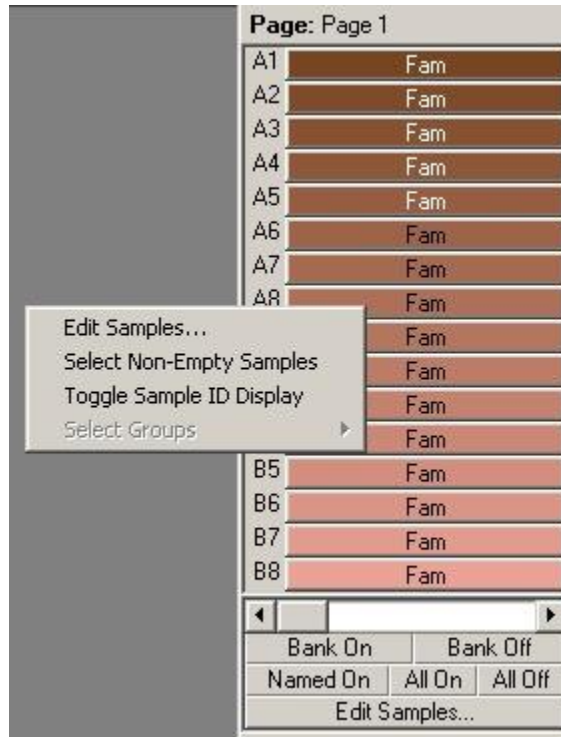 Page: Page 1
A1 Fam
A2 Fam
A3 Fam
A4 Fam
A5 Fam
A6 Fam
A7 Fam
A8 Fam
Edit Samples...
Fam
Select Non-Empty Samples
Fam
Toggle Sample ID Display
Fam
Select Groups
Fam
B5 Fam
B6 Fam
B7 Fam
B8 Fam
Bank On Bank Off
Named On All On All Off
Edit Samples...